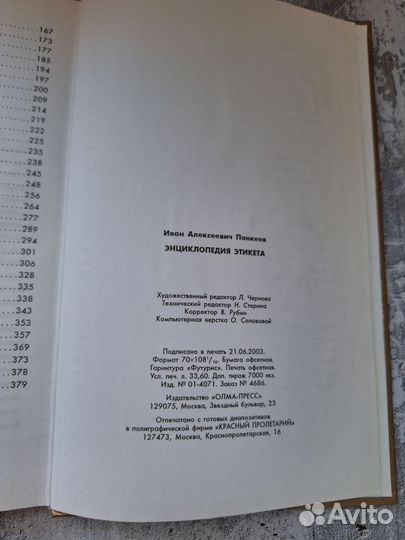 167
173
177
185
194
197
200
209
214
219
222
225
235
238
245
248
256
264
277
289
294
301
306
328
335
338
343
353
357
369
373
378
379
Иван Алексеевич Панкеев
ЭНЦИКЛОПЕДИЯ ЭТИКЕТА
Художественный редактор Л. Чернова
Технический редактор Н. Стерина
Корректор В. Рубин
Компьютерная верстка О. Солововой
Подписано в печать 21.06.2003.
Формат 70×108 1/16. Бумага офсетная.
Гарнитура «Футурис». Печать офсетная.
Усл. печ. л. 33,60. Доп. тираж 7000 экз.
Изд. № 01-4071. Заказ № 4686.
Издательство «ОЛМА-ПРЕСС»
129075, Москва, Звездный бульвар, 23
Отпечатано с готовых диапозитивов
в полиграфической фирме «КРАСНЫЙ ПРОЛЕТАРИЙ»
127473, Москва, Краснопролетарская, 16
Avito